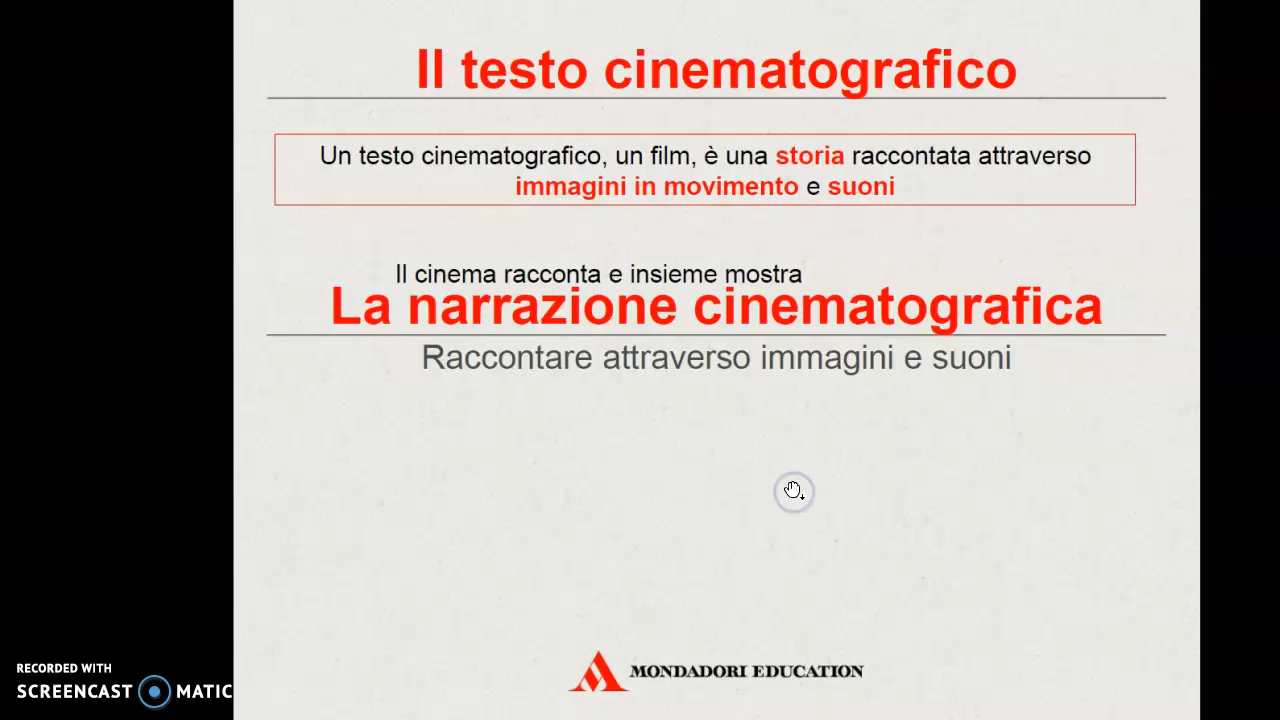 Il testo cinematografico
Un testo cinematografico, un film, è una storia raccontata attraverso
immagini in movimento e suoni
Il cinema racconta e insieme mostra
La narrazione cinematografica
Raccontare attraverso immagini e suoni
MONDADORI EDUCATION
RECORDED WITH
SCREENCAST MATIC